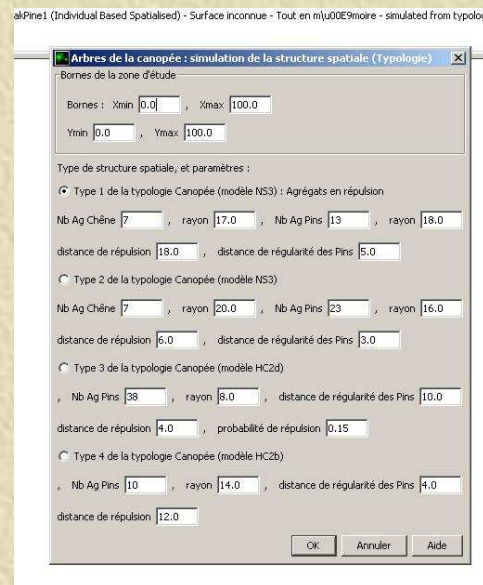 akPine1 (Individual Based Spatialised) - Surface inconnue - Tout en m\u00E9moire - simulated from typolog
Arbres de la canopée : simulation de la structure spatiale (Typologie)
Bornes de la zone d'étude
Bornes : Xmin 0.0 , Xmax 100.0
Ymin 0.0 , Ymax 100.0
Type de structure spatiale, et paramètres :
Type 1 de la typologie Canopée (modèle NS3) : Agrégats en répulsion
Nb Ag Chêne 7 , rayon 17.0 , Nb Ag Pins 13 , rayon 18.0
distance de répulsion 18.0 , distance de régularité des Pins 5.0
Type 2 de la typologie Canopée (modèle NS3)
Nb Ag Chêne 7 , rayon 20.0 , Nb Ag Pins 23 , rayon 16.0
distance de répulsion 6.0 , distance de régularité des Pins 3.0
Type 3 de la typologie Canopée (modèle HC2d)
, Nb Ag Pins 38 , rayon 8.0 , distance de régularité des Pins 10.0
distance de répulsion 4.0 , probabilité de répulsion 0.15
Type 4 de la typologie Canopée (modèle HC2b)
, Nb Ag Pins 10 , rayon 14.0 , distance de régularité des Pins 4.0
distance de répulsion 12.0
OK Annuler Aide